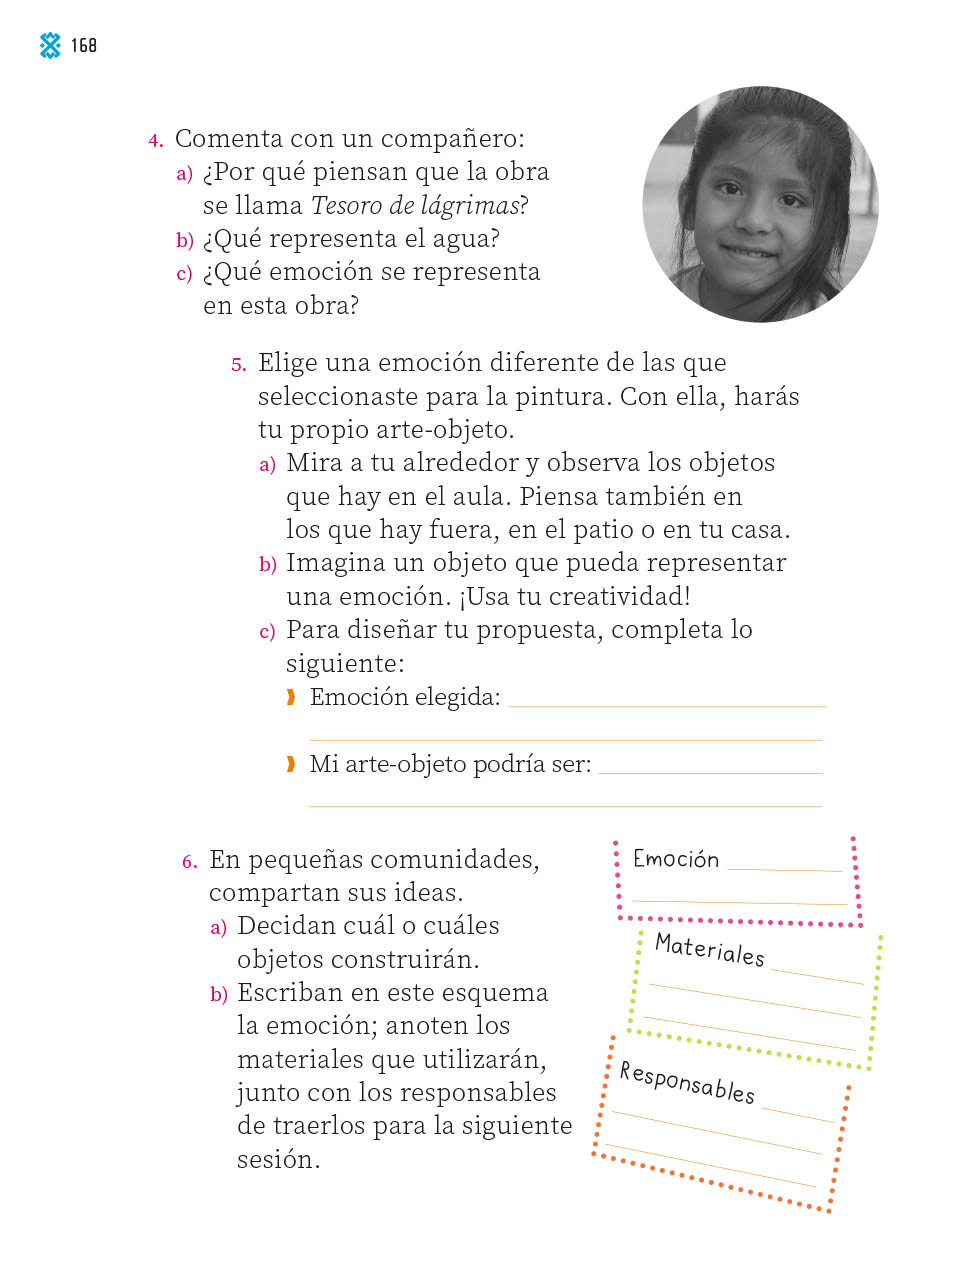 168
4. Comenta con un compañero:
a) ¿Por qué piensan que la obra
se llama Tesoro de lágrimas?
b) ¿Qué representa el agua?
c) ¿Qué emoción se representa
en esta obra?
5. Elige una emoción diferente de las que
seleccionaste para la pintura. Con ella, harás
tu propio arte-objeto.
a) Mira a tu alrededor y observa los objetos
que hay en el aula. Piensa también en
los que hay fuera, en el patio o en tu casa.
b) Imagina un objeto que pueda representar
una emoción. ¡Usa tu creatividad!
c) Para diseñar tu propuesta, completa lo
siguiente:
Emoción elegida:
Mi arte-objeto podría ser:
6. En pequeñas comunidades,
compartan sus ideas.
a) Decidan cuál o cuáles
objetos construirán.
b) Escriban en este esquema
la emoción; anoten los
materiales que utilizarán,
junto con los responsables
de traerlos para la siguiente
sesión.
Emoción
Materiales
Responsables